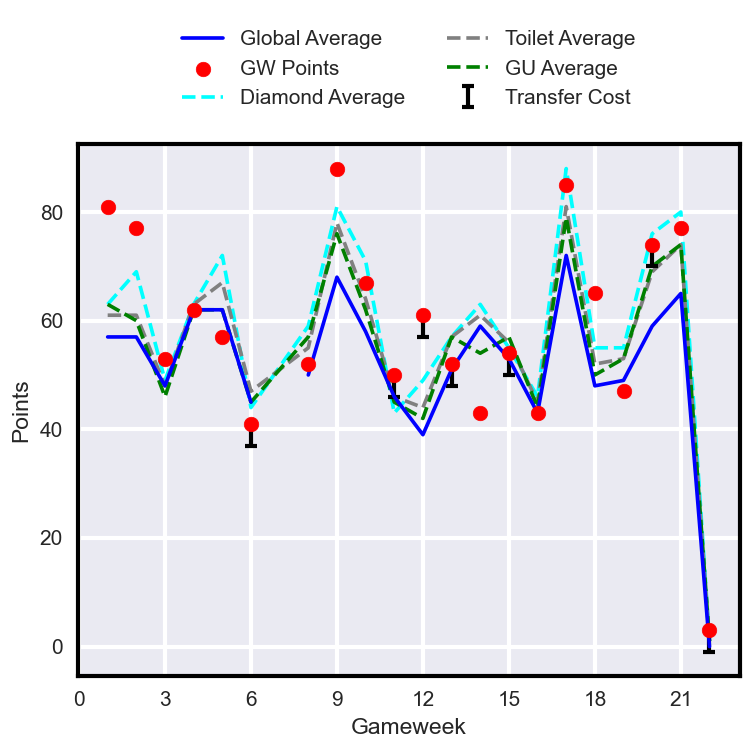 Global Average
GW Points
Diamond Average
Toilet Average
GU Average
Transfer Cost
80
60
40
20
0
Points
0 3 6 9 12 15 18 21
Gameweek